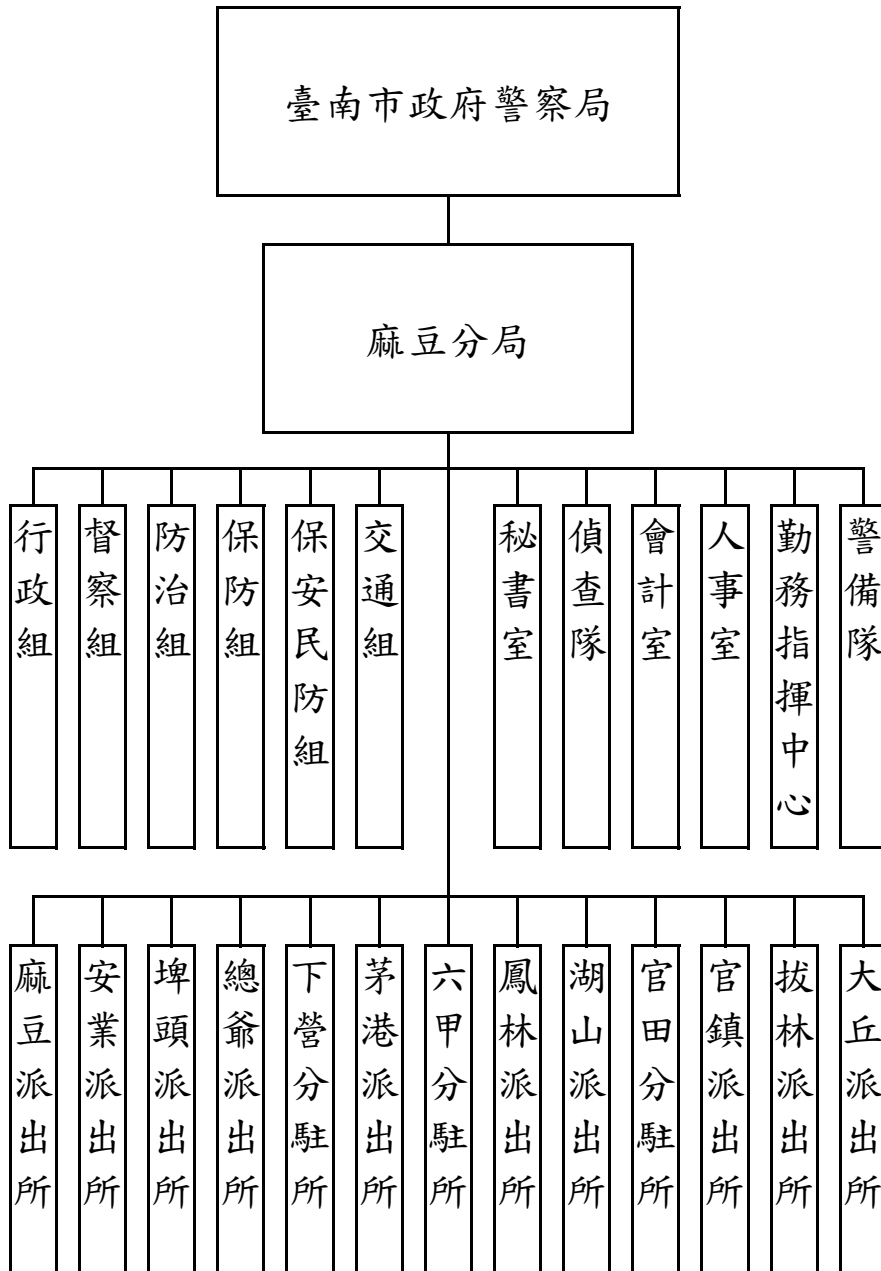 臺南市政府警察局
麻豆分局
行政組
督察組
防治組
保防組
保安民防組
交通組
秘書室
偵查隊
會計室
人事室
勤務指揮中心
警備隊
麻豆派出所
安業派出所
埤頭派出所
總爺派出所
下營分駐所
茅港派出所
六甲分駐所
鳳林派出所
湖山派出所
官田分駐所
官鎮派出所
拔林派出所
大丘派出所